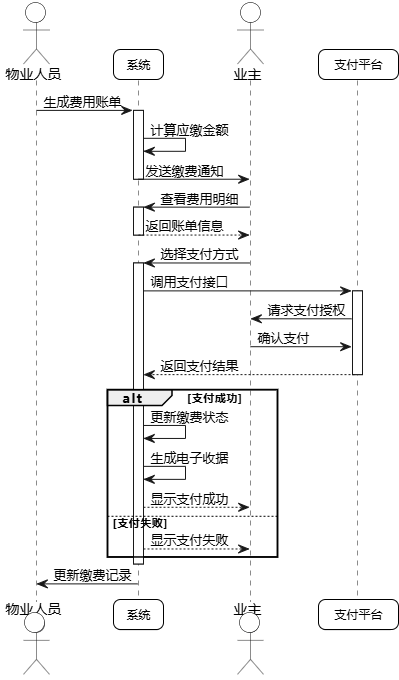 物业人员
系统
业主
支付平台
生成费用账单
计算应缴金额
发送缴费通知
查看费用明细
返回账单信息
选择支付方式
调用支付接口
请求支付授权
确认支付
返回支付结果
alt
[支付成功]
更新缴费状态
生成电子收据
显示支付成功
[支付失败]
显示支付失败
更新缴费记录
物业人员
系统
业主
支付平台